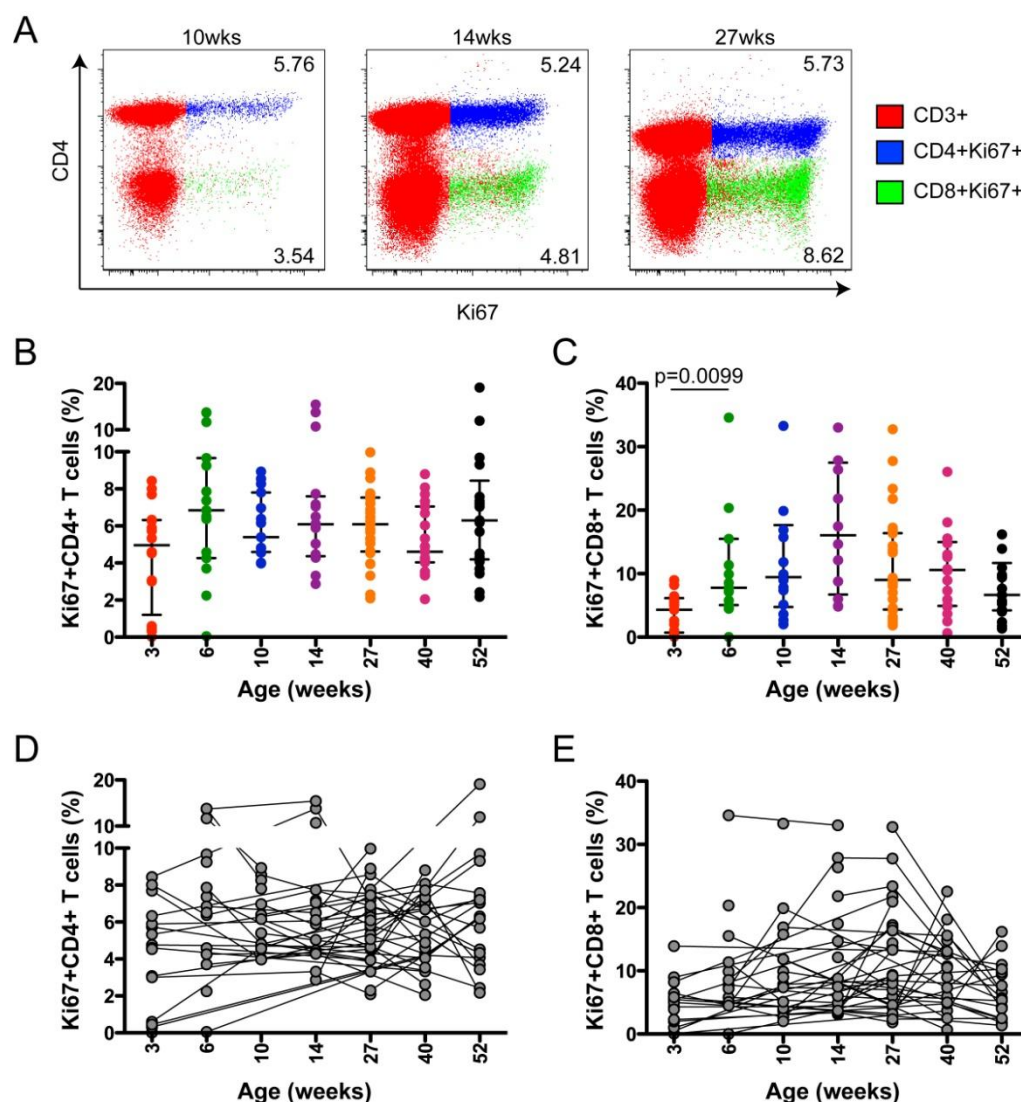 A
10wks 14wks 27wks
5.76 5.24 5.73
CD3+
CD4+Ki67+
CD8+Ki67+
CD4
3.54 4.81 8.62
Ki67
B
20
10
10
8
6
4
2
0
Ki67+CD4+ T cells (%)
3 6 10 14 27 40 52
Age (weeks)
C
p=0.0099
40
30
20
10
0
Ki67+CD8+ T cells (%)
3 6 10 14 27 40 52
Age (weeks)
D
20
10
10
8
6
4
2
0
Ki67+CD4+ T cells (%)
3 6 10 14 27 40 52
Age (weeks)
E
40
30
20
10
0
Ki67+CD8+ T cells (%)
3 6 10 14 27 40 52
Age (weeks)